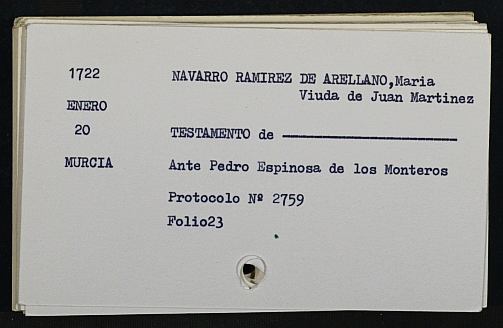 1722 NAVARRO RAMIREZ DE ARELLANO,Maria
Viuda de Juan Martinez
ENERO
20 TESTAMENTO de ————————
MURCIA Ante Pedro Espinosa de los Monteros
Protocolo Nº 2759
Folio23